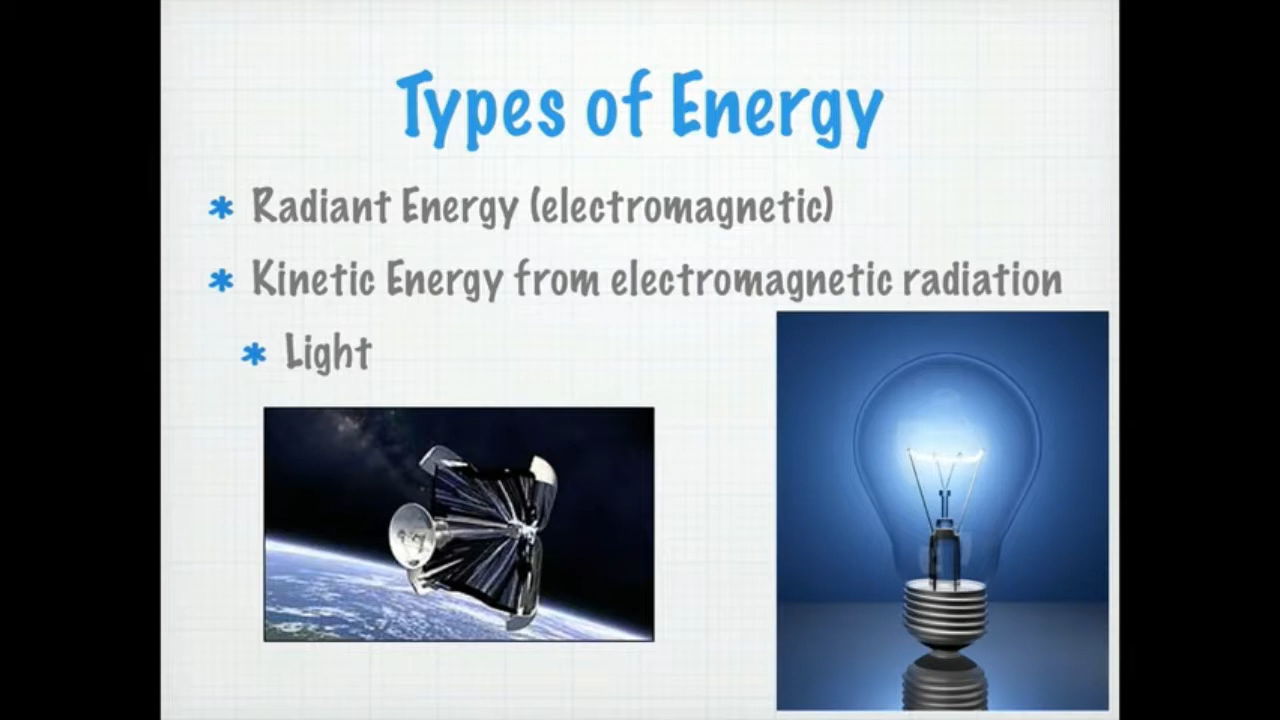 Types of Energy
Radiant Energy (electromagnetic)
Kinetic Energy from electromagnetic radiation
Light